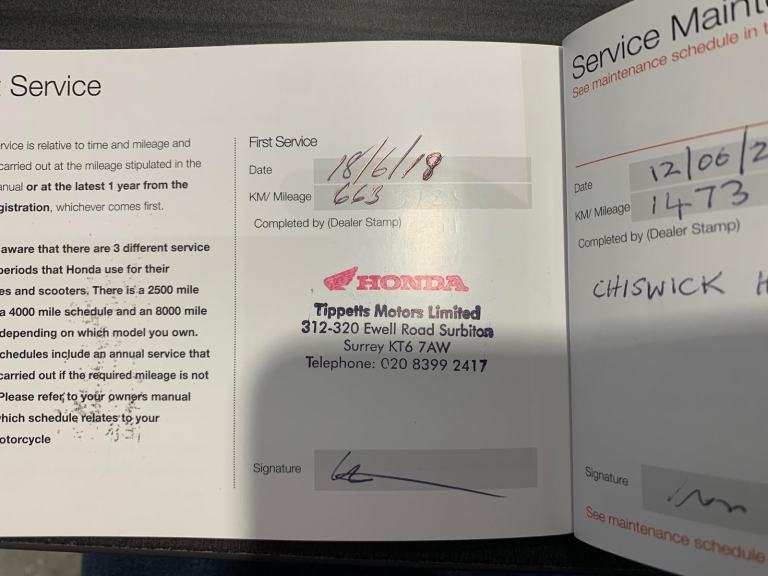 Service
rvice is relative to time and mileage and
carried out at the mileage stipulated in the
anual or at the latest 1 year from the
gistration, whichever comes first.
aware that there are 3 different service
periods that Honda use for their
es and scooters. There is a 2500 mile
a 4000 mile schedule and an 8000 mile
depending on which model you own.
chedules include an annual service that
carried out if the required mileage is not
Please refer to your owners manual
hich schedule relates to your
otorcycle
First Service
Date 18/6/18
KM/ Mileage 663
Completed by (Dealer Stamp)
HONDA
Tippetts Motors Limited
312-320 Ewell Road Surbiton
Surrey KT6 7AW
Telephone: 020 8399 2417
Signature
Service Maint
See maintenance schedule in t
Date 12/06/2
KM/ Mileage 1473
Completed by (Dealer Stamp)
CHISWICK H
Signature
See maintenance schedule